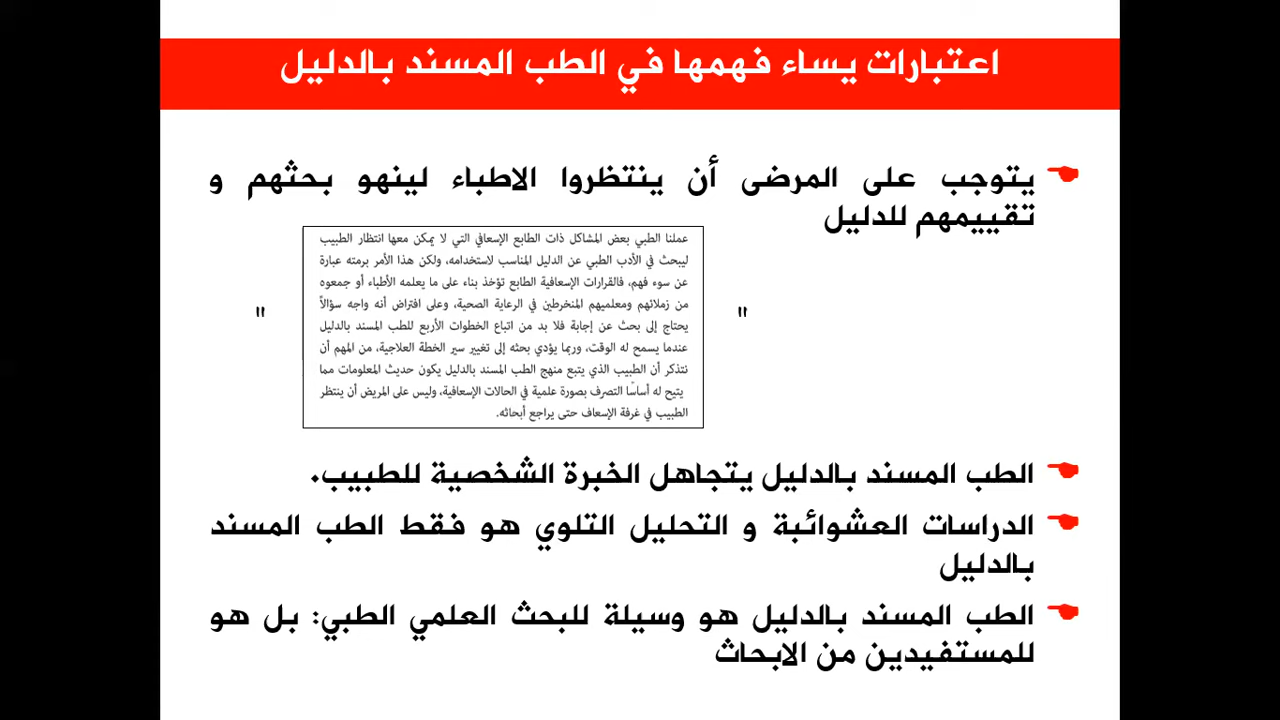 اعتبارات يساء فهمها في الطب المسند بالدليل
يتوجب على المرضى أن ينتظروا الاطباء لينهو بحثهم و
تقييمهم للدليل
عملنا الطبي بعض المشاكل ذات الطابع الإسعافي التي لا يمكن معها انتظار الطبيب
ليبحث في الأدب الطبي عن الدليل المناسب لاستخدامه، ولكن هذا الأمر برمته عبارة
عن سوء فهم، فالقرارات الإسعافية الطابع تؤخذ بناء على ما يعلمه الأطباء أو جمعوه
من زملائهم ومعلميهم المنخرطين في الرعاية الصحية، وعلى افتراض أنه واجه سؤالاً
يحتاج إلى بحث عن إجابة فلا بد من اتباع الخطوات الأربع للطب المسند بالدليل
عندما يسمح له الوقت، وربما يؤدي بحثه إلى تغيير سير الخطة العلاجية، من المهم أن
نتذكر أن الطبيب الذي يتبع منهج الطب المسند بالدليل يكون حديث المعلومات مما
يتيح له أساسًا التصرف بصورة علمية في الحالات الإسعافية، وليس على المريض أن ينتظر
الطبيب في غرفة الإسعاف حتى يراجع أبحاثه.
" "
الطب المسند بالدليل يتجاهل الخبرة الشخصية للطبيب.
الدراسات العشوائبة و التحليل التلوي هو فقط الطب المسند
بالدليل
الطب المسند بالدليل هو وسيلة للبحث العلمي الطبي: بل هو
للمستفيدين من الابحاث